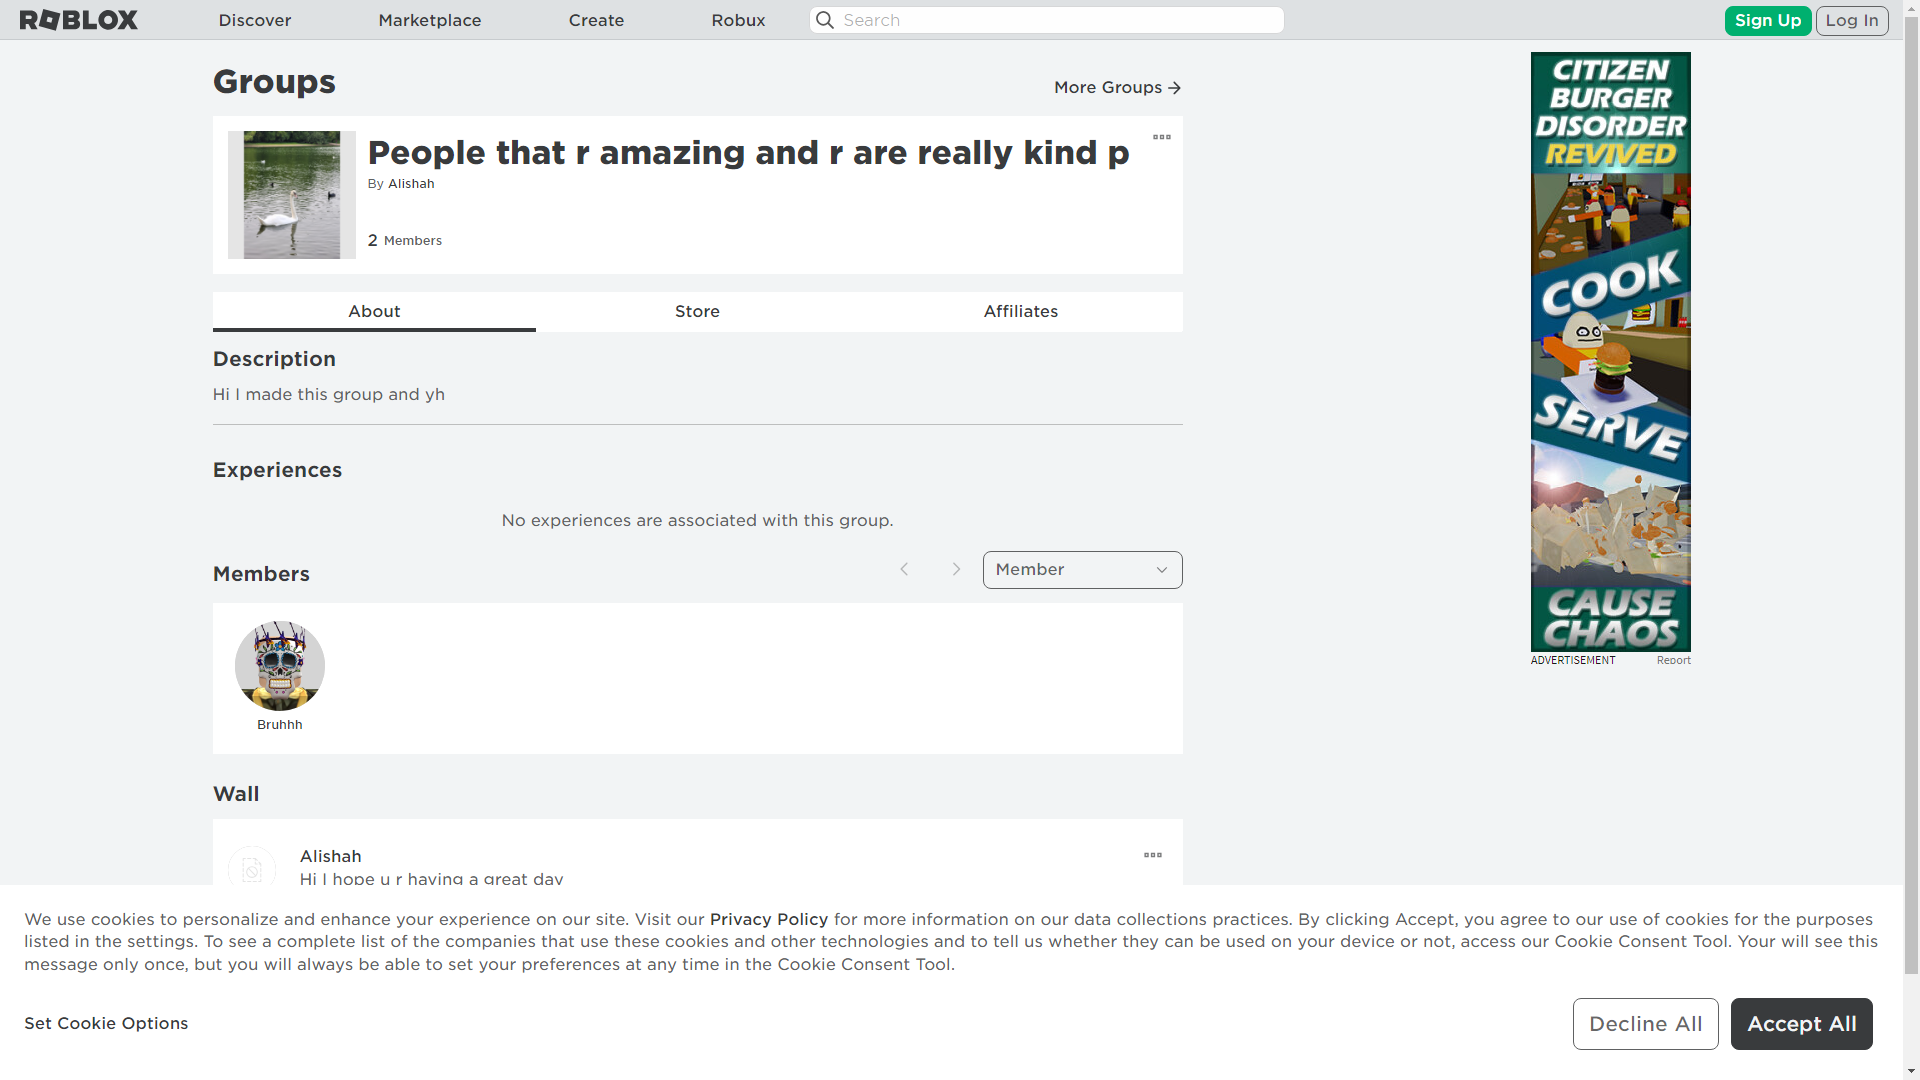 ROBLOX Discover Marketplace Create Robux Search Sign Up Log In
Groups
More Groups
People that r amazing and r are really kind p
By Alishah
2 Members
About Store Affiliates
Description
Hi I made this group and yh
Experiences
No experiences are associated with this group.
Members
Member
Bruhhh
Wall
Alishah
Hi I hope u r having a great day
CITIZEN
BURGER
DISORDER
REVIVED
COOK
SERVE
CAUSE
CHAOS
ADVERTISEMENT Report
We use cookies to personalize and enhance your experience on our site. Visit our Privacy Policy for more information on our data collections practices. By clicking Accept, you agree to our use of cookies for the purposes
listed in the settings. To see a complete list of the companies that use these cookies and other technologies and to tell us whether they can be used on your device or not, access our Cookie Consent Tool. Your will see this
message only once, but you will always be able to set your preferences at any time in the Cookie Consent Tool.
Set Cookie Options
Decline All
Accept All